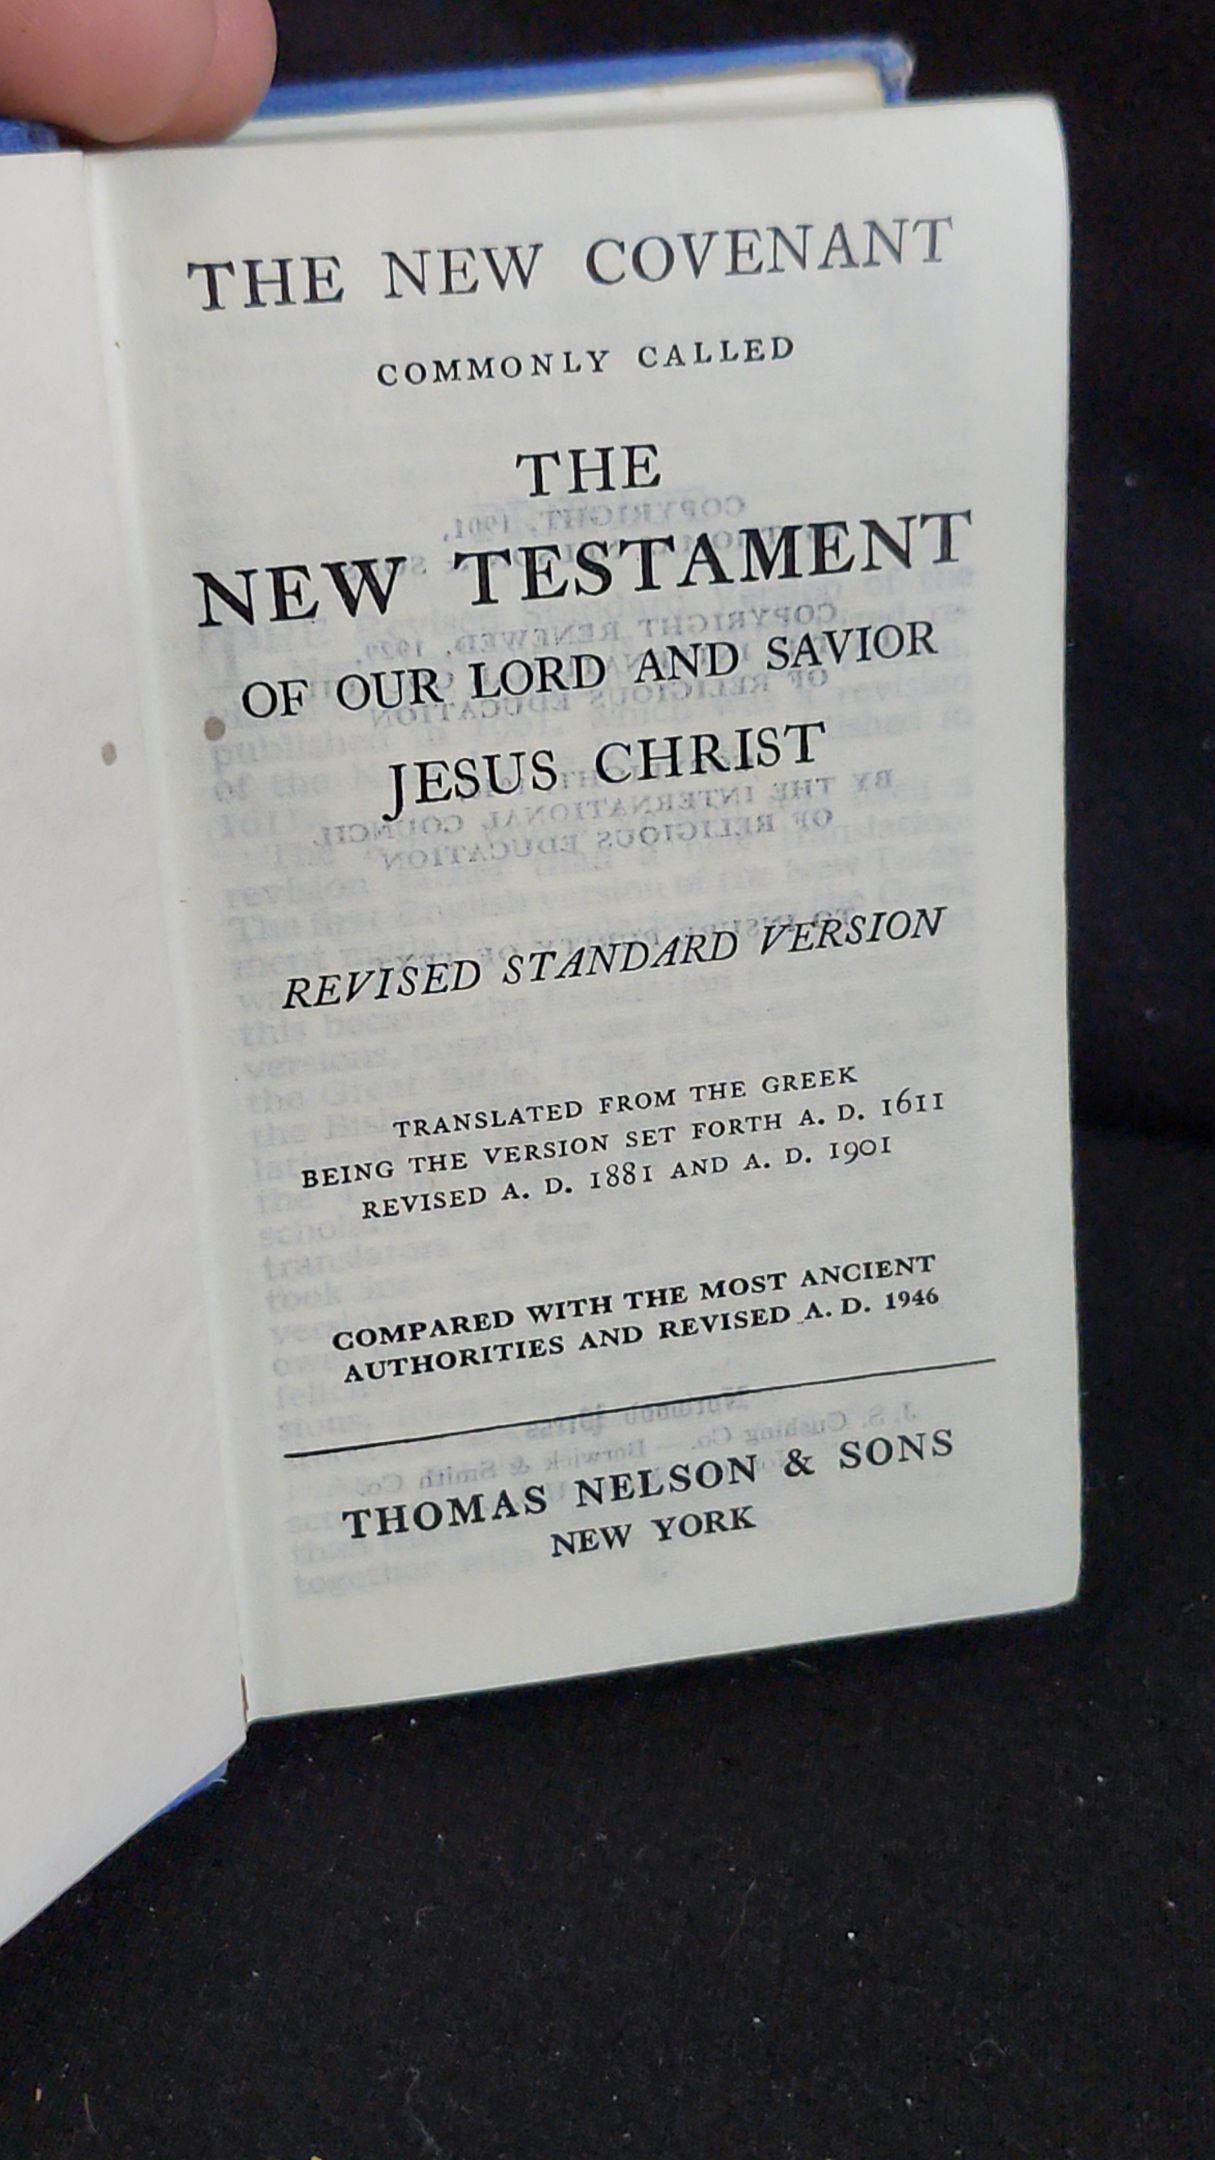 THE NEW COVENANT
COMMONLY CALLED
THE
NEW TESTAMENT
OF OUR LORD AND SAVIOR
JESUS CHRIST
REVISED STANDARD VERSION
TRANSLATED FROM THE GREEK
BEING THE VERSION SET FORTH A. D. 1611
REVISED A. D. 1881 AND A. D. 1901
COMPARED WITH THE MOST ANCIENT
AUTHORITIES AND REVISED A. D. 1946
THOMAS NELSON & SONS
NEW YORK